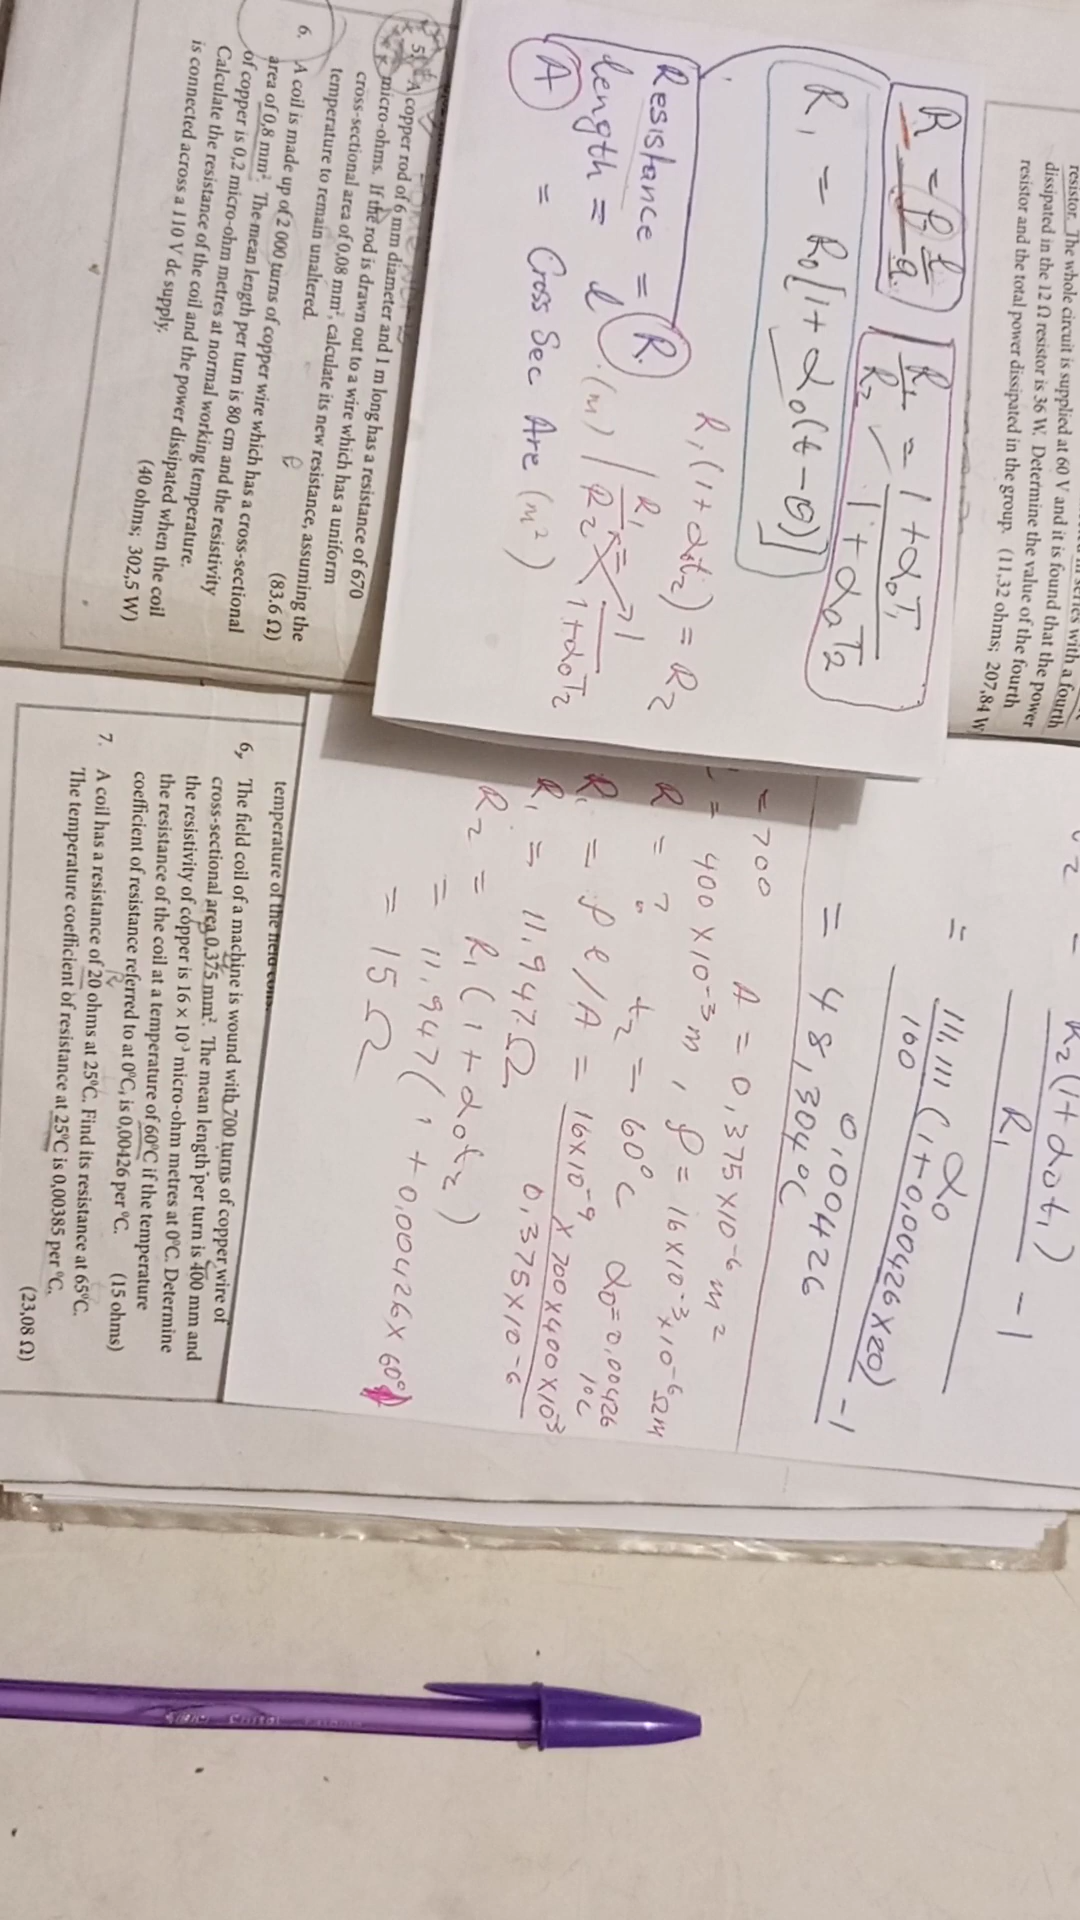 resistor. The whole circuit is supplied at 60 V and it is found that the power
dissipated in the 12 Ω resistor is 36 W. Determine the value of the fourth
resistor and the total power dissipated in the group. (11,32 ohms; 207,84 W
R = ρ ℓ/a
R₁/R₂ = 1 + α₀T₁ / 1 + α₀T₂
R₁ = R₀[1 + α₀(t - θ)]
R₁(1 + α₀t₂) = R₂
Resistance = R
length = ℓ (m)
R₁/R₂ = 1 / 1 + α₀T₂
A = Cross Sec Are (m²)
5. A copper rod of 6 mm diameter and 1 m long has a resistance of 670
micro-ohms. If the rod is drawn out to a wire which has a uniform
cross-sectional area of 0,08 mm², calculate its new resistance, assuming the
temperature to remain unaltered. (83.6 Ω)
6. A coil is made up of 2 000 turns of copper wire which has a cross-sectional
area of 0,8 mm². The mean length per turn is 80 cm and the resistivity
of copper is 0,2 micro-ohm metres at normal working temperature.
Calculate the resistance of the coil and the power dissipated when the coil
is connected across a 110 V dc supply. (40 ohms; 302,5 W)
= R₂(1 + α₀t₁) / R₁ - 1
α₀
= 111,111 (1 + 0,00426 x 20) / 160 - 1
0,00426
= 48,304°C
= 700 A = 0,375 x 10⁻⁶ m²
= 400 x 10⁻³ m, ρ = 16 x 10⁻³ x 10⁻⁶ Ωm
R = ? t₂ = 60°C α₀ = 0,00426 /°C
R₁ = ρ ℓ/A = 16 x 10⁻⁹ x 700 x 400 x 10⁻³
0,375 x 10⁻⁶
R₁ = 11,947 Ω
R₂ = R₁(1 + α₀t₂)
= 11,947(1 + 0,00426 x 60°)
= 15 Ω
temperature of the field coils.
6, The field coil of a machine is wound with 700 turns of copper wire of
cross-sectional area 0,375 mm². The mean length per turn is 400 mm and
the resistivity of copper is 16 × 10⁻³ micro-ohm metres at 0°C. Determine
the resistance of the coil at a temperature of 60°C if the temperature
coefficient of resistance referred to at 0°C, is 0,00426 per °C. (15 ohms)
7. A coil has a resistance of 20 ohms at 25°C. Find its resistance at 65°C.
The temperature coefficient of resistance at 25°C is 0,00385 per °C.
(23,08 Ω)